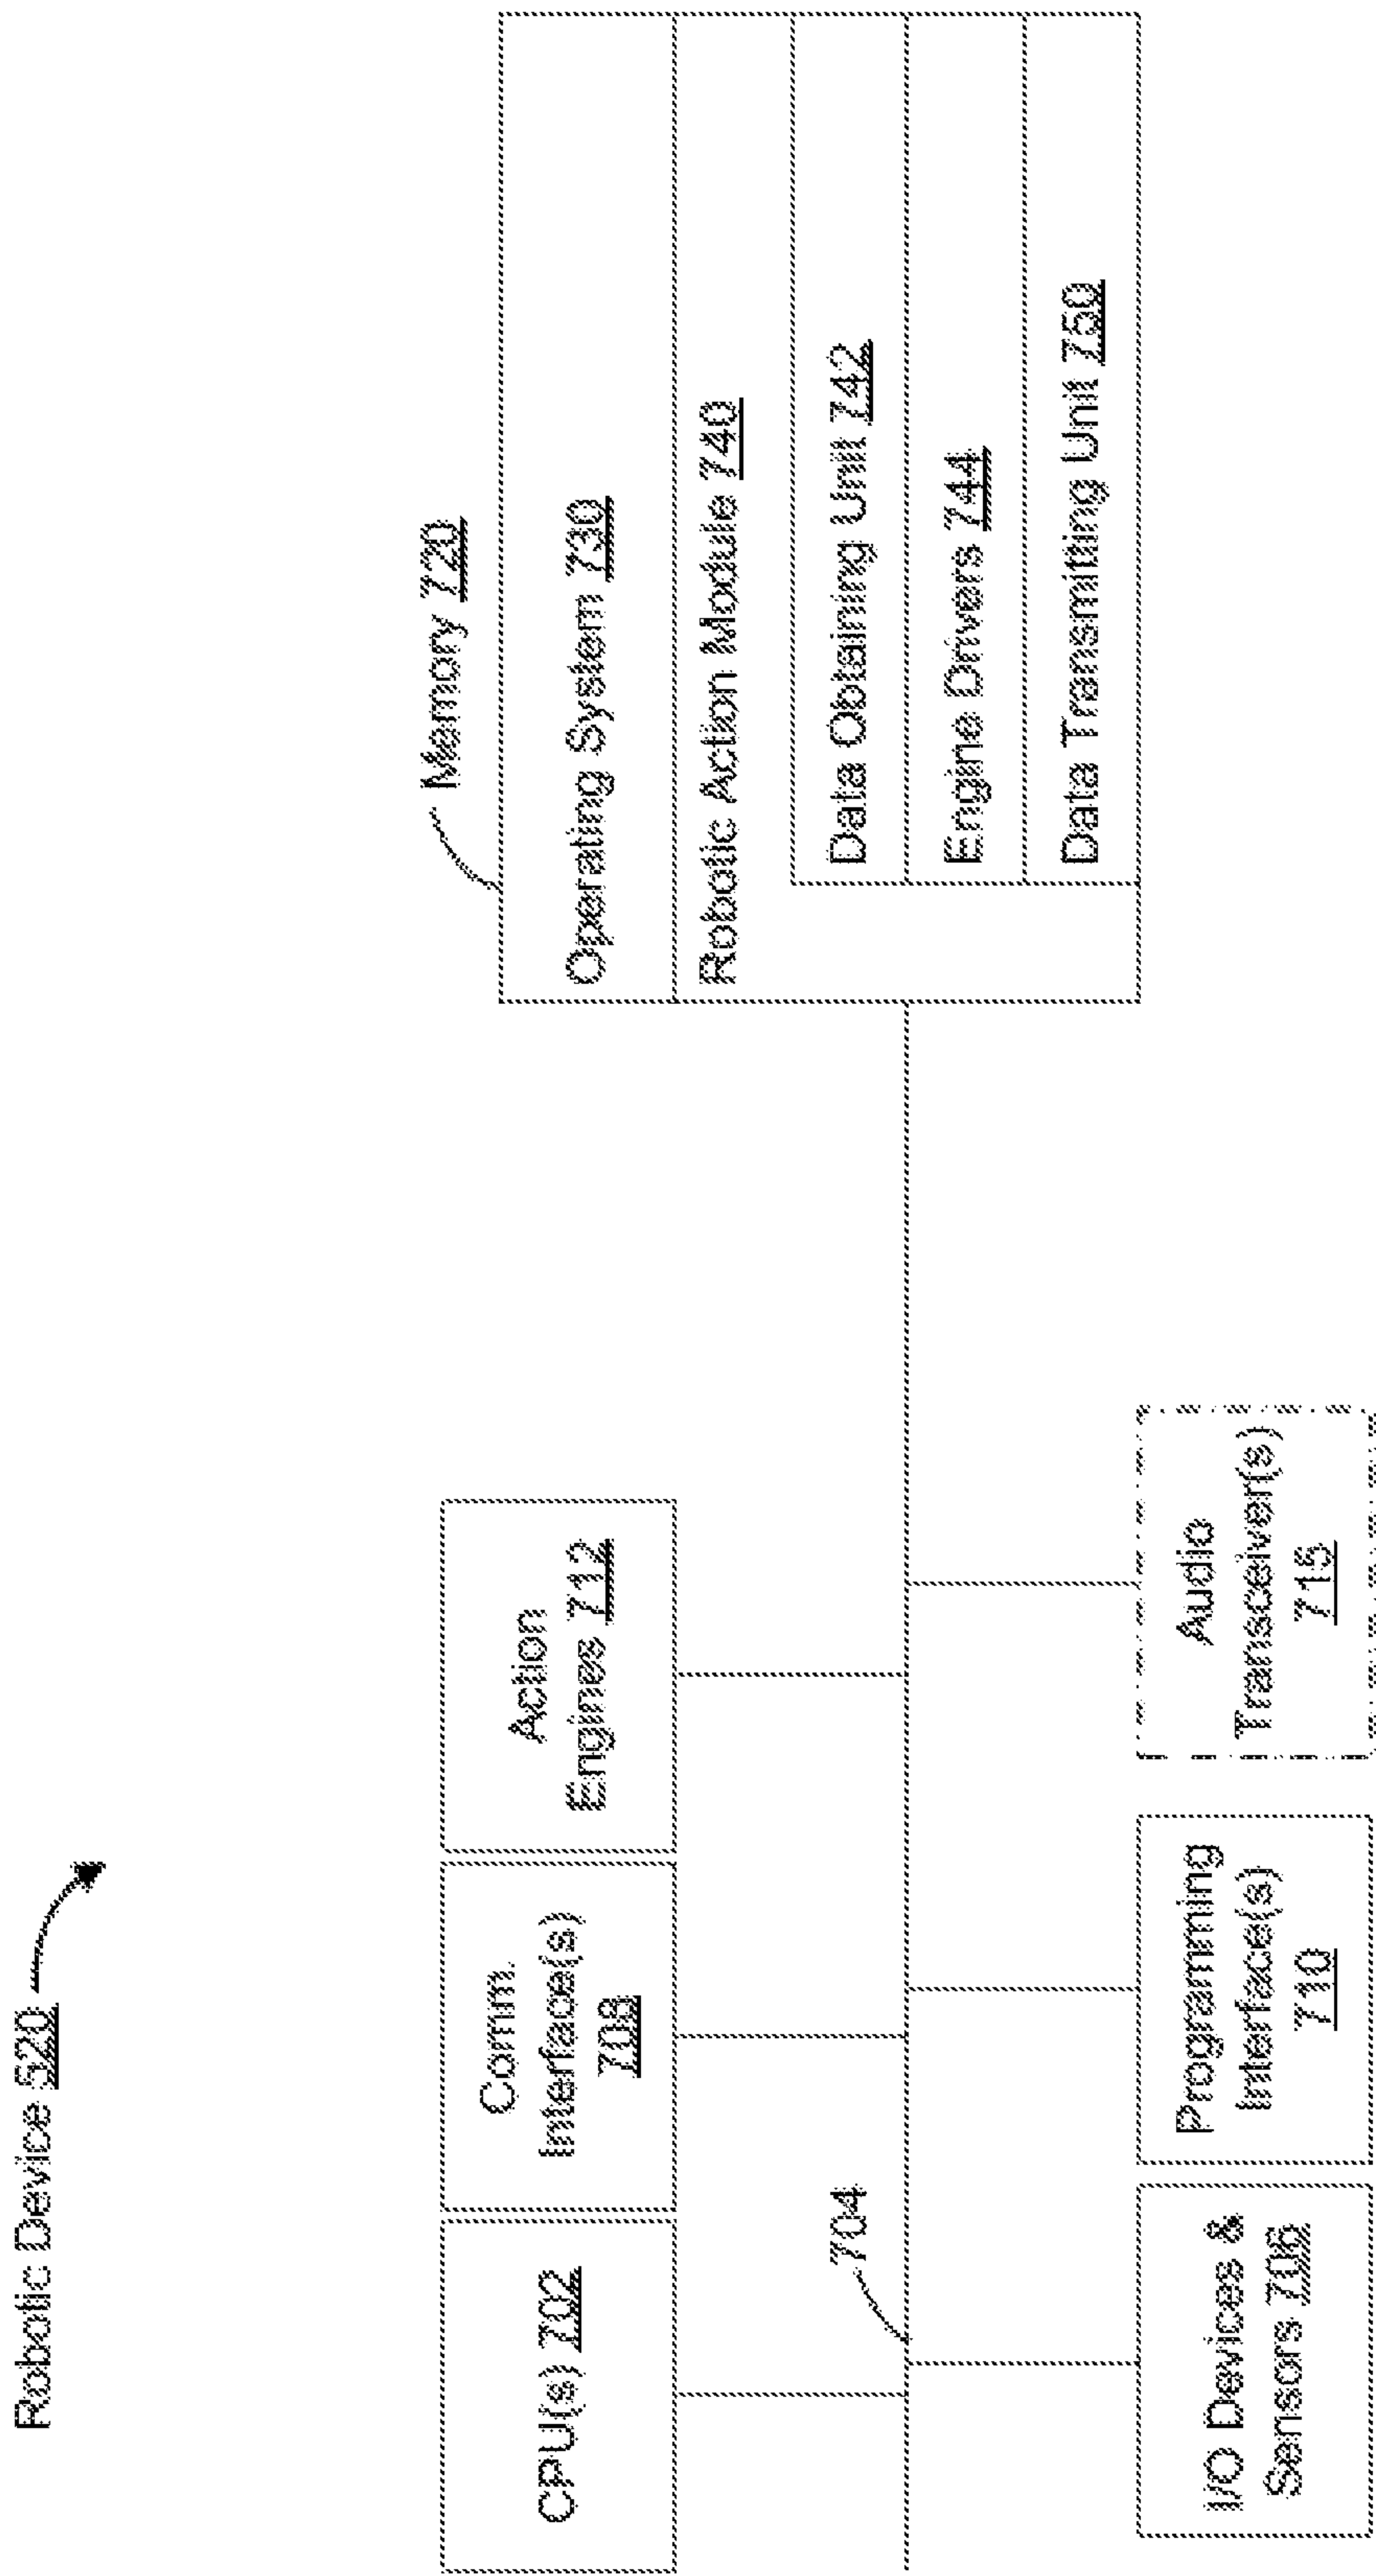 Robotic Device 520
Memory 720
Operating System 730
Robotic Action Module 740
Data Obtaining Unit 742
Engine Drivers 744
Data Transmitting Unit 750
CPU(s) 702
Comm.
Interface(s)
708
Action
Engines 712
704
I/O Devices &
Sensors 706
Programming
Interface(s)
710
Audio
Transceiver(s)
715